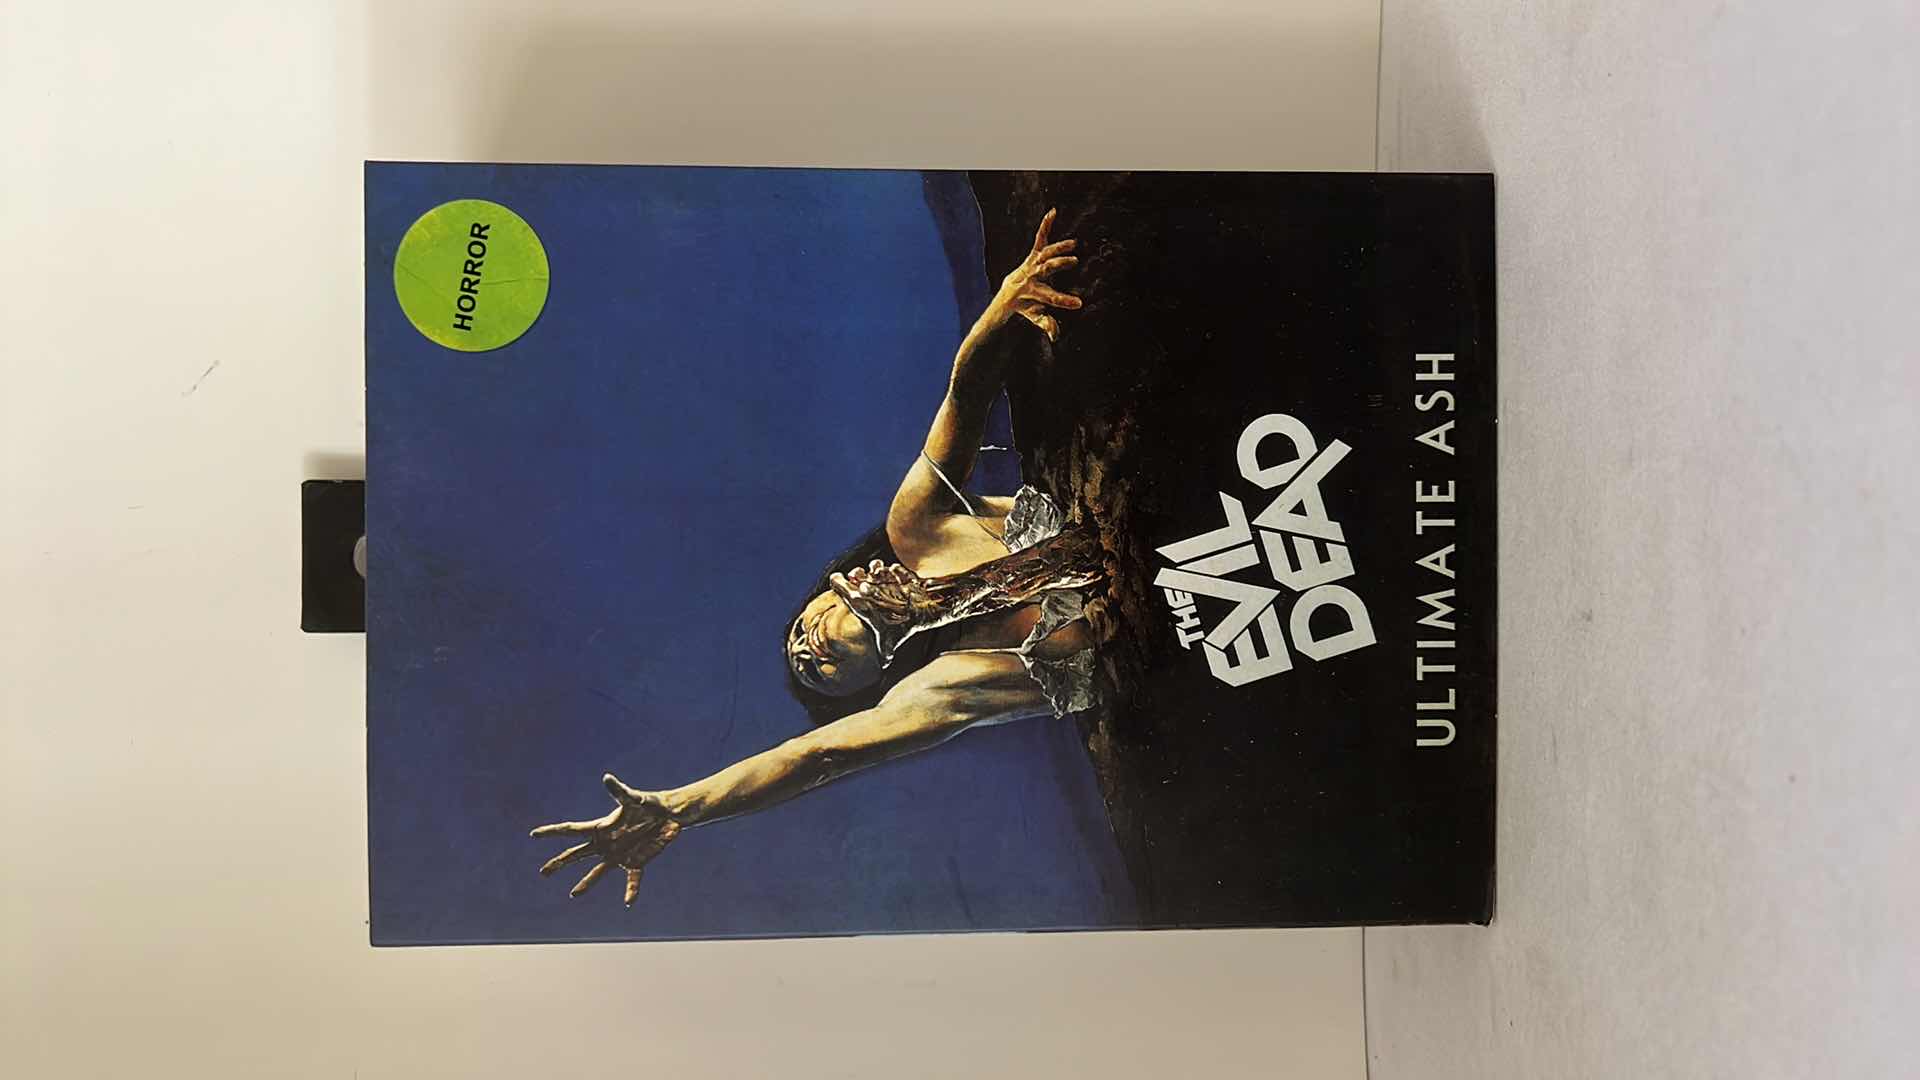 HORROR
THE
EVIL
DEAD
ULTIMATE ASH